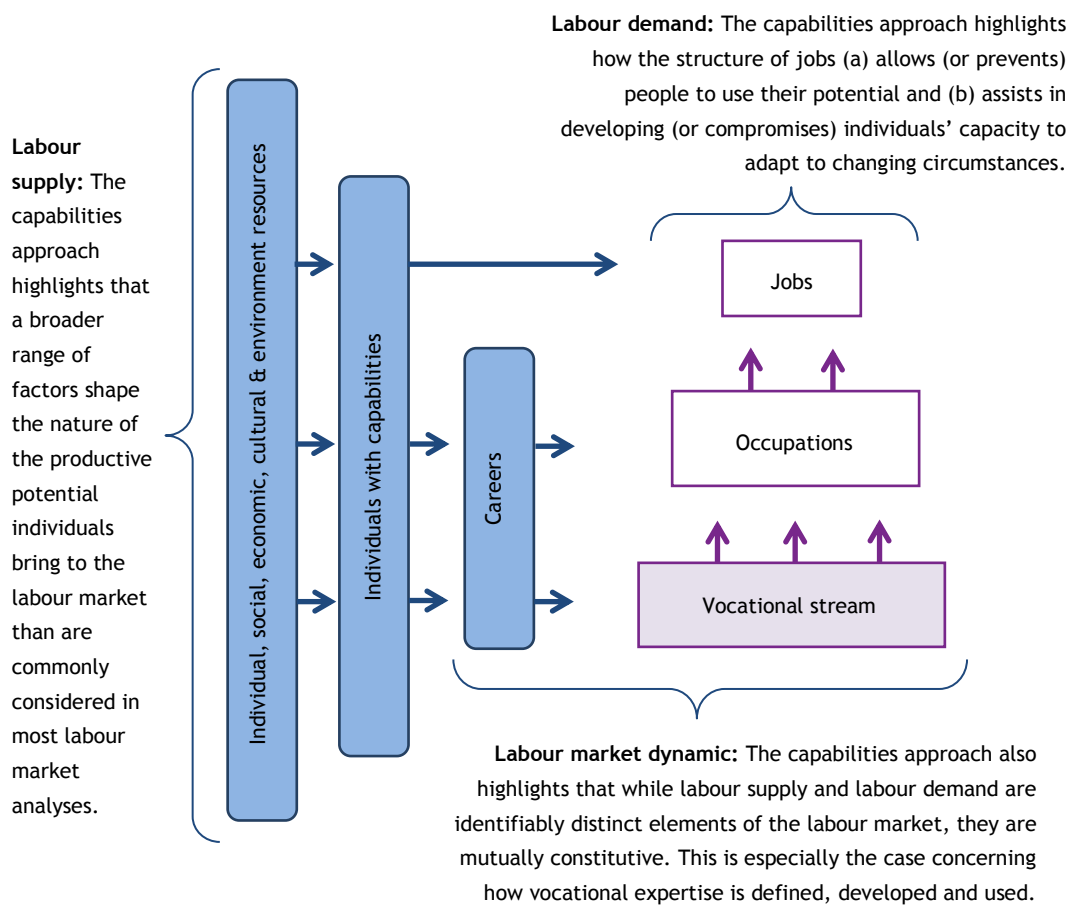 Labour demand: The capabilities approach highlights
how the structure of jobs (a) allows (or prevents)
people to use their potential and (b) assists in
developing (or compromises) individuals’ capacity to
adapt to changing circumstances.
Labour
supply: The
capabilities
approach
highlights that
a broader
range of
factors shape
the nature of
the productive
potential
individuals
bring to the
labour market
than are
commonly
considered in
most labour
market
analyses.
Individual, social, economic, cultural & environment resources
Individuals with capabilities
Careers
Jobs
Occupations
Vocational stream
Labour market dynamic: The capabilities approach also
highlights that while labour supply and labour demand are
identifiably distinct elements of the labour market, they are
mutually constitutive. This is especially the case concerning
how vocational expertise is defined, developed and used.